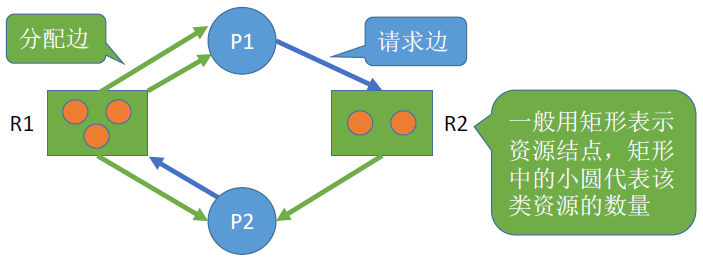 分配边
P1
请求边
R1
R2
一般用矩形表示
资源结点，矩形
中的小圆代表该
类资源的数量
P2